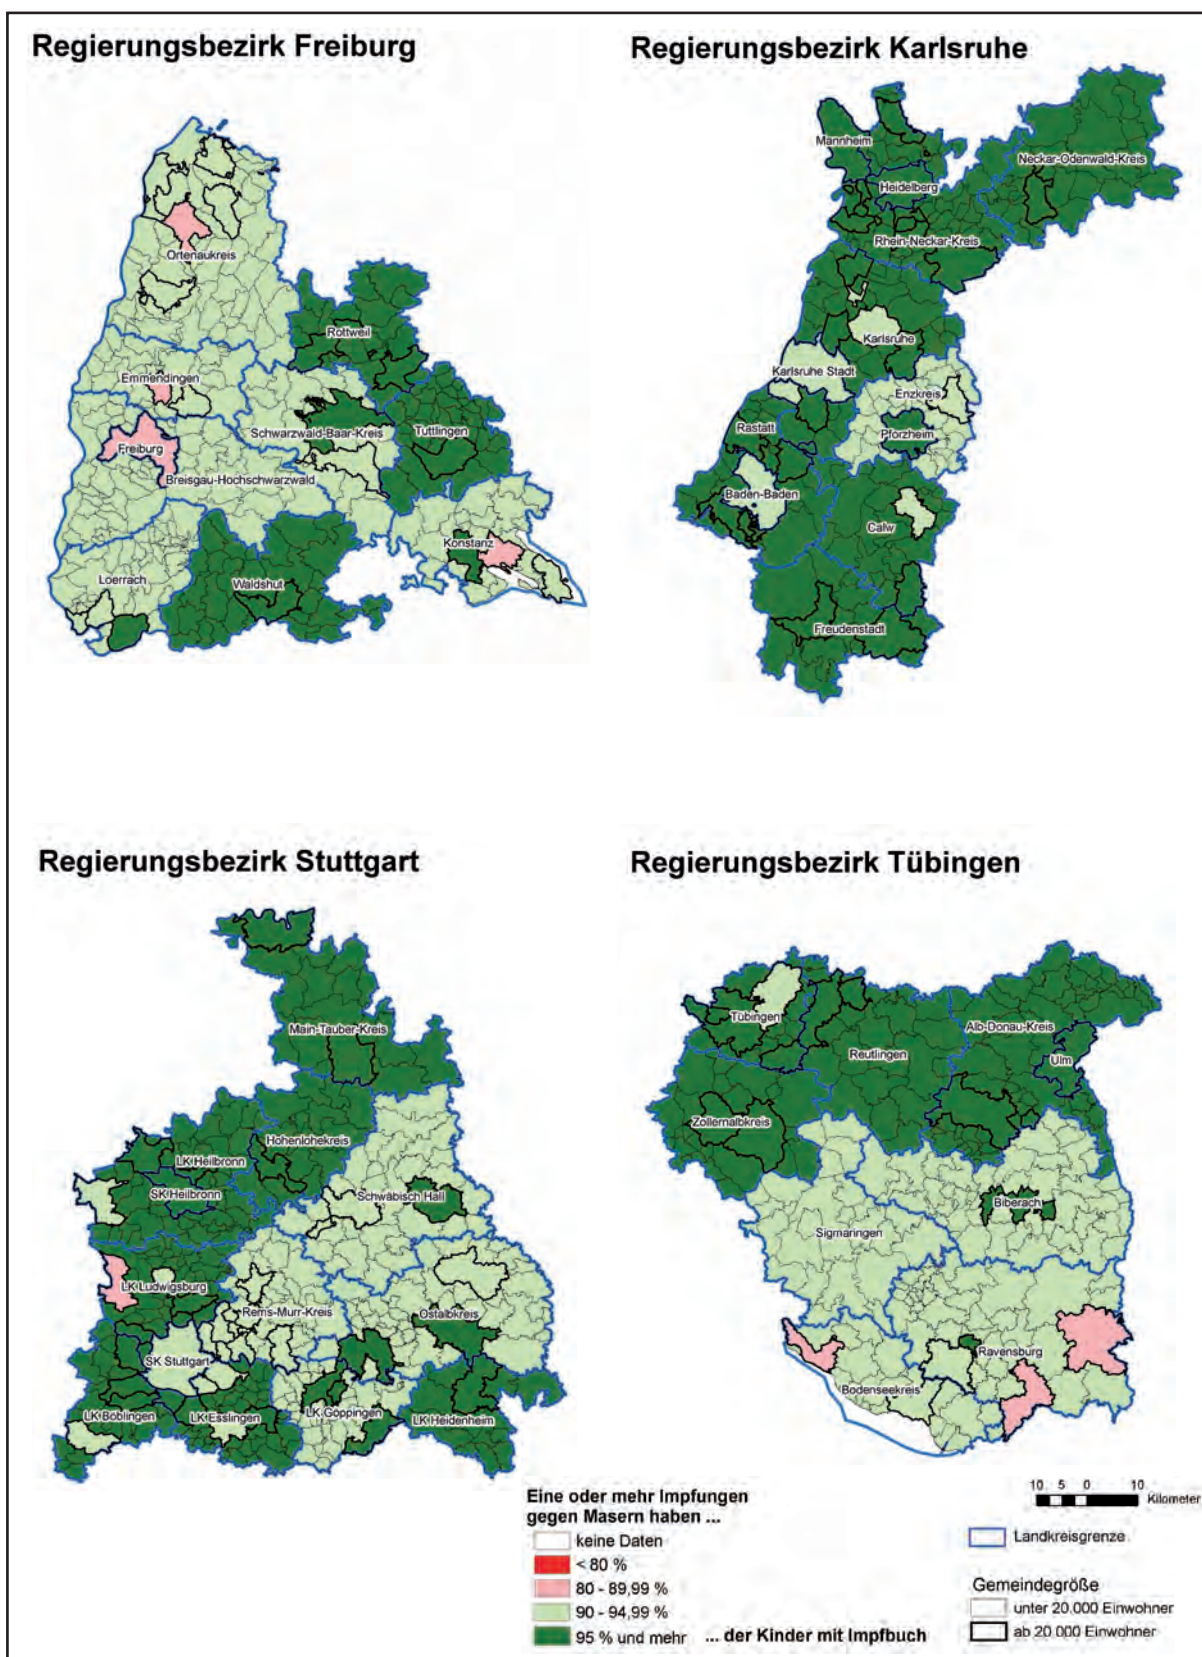 Regierungsbezirk Freiburg
Ortenaukreis
Rottweil
Emmendingen
Schwarzwald-Baar-Kreis
Tuttlingen
Freiburg
Breisgau-Hochschwarzwald
Konstanz
Loerrach
Waldshut
Regierungsbezirk Karlsruhe
Mannheim
Neckar-Odenwald-Kreis
Heidelberg
Rhein-Neckar-Kreis
Karlsruhe
Karlsruhe Stadt
Enzkreis
Rastatt
Pforzheim
Baden-Baden
Calw
Freudenstadt
Regierungsbezirk Stuttgart
Main-Tauber-Kreis
Hohenlohekreis
LK Heilbronn
SK Heilbronn
Schwäbisch Hall
LK Ludwigsburg
Rems-Murr-Kreis
Ostalbkreis
SK Stuttgart
LK Böblingen
LK Esslingen
LK Göppingen
LK Heidenheim
Regierungsbezirk Tübingen
Tübingen
Alb-Donau-Kreis
Reutlingen
Ulm
Zollernalbkreis
Biberach
Sigmaringen
Ravensburg
Bodenseekreis
Eine oder mehr Impfungen
gegen Masern haben ...
keine Daten
< 80 %
80 - 89,99 %
90 - 94,99 %
95 % und mehr ... der Kinder mit Impfbuch
10 5 0 10
Kilometer
Landkreisgrenze
Gemeindegröße
unter 20.000 Einwohner
ab 20.000 Einwohner